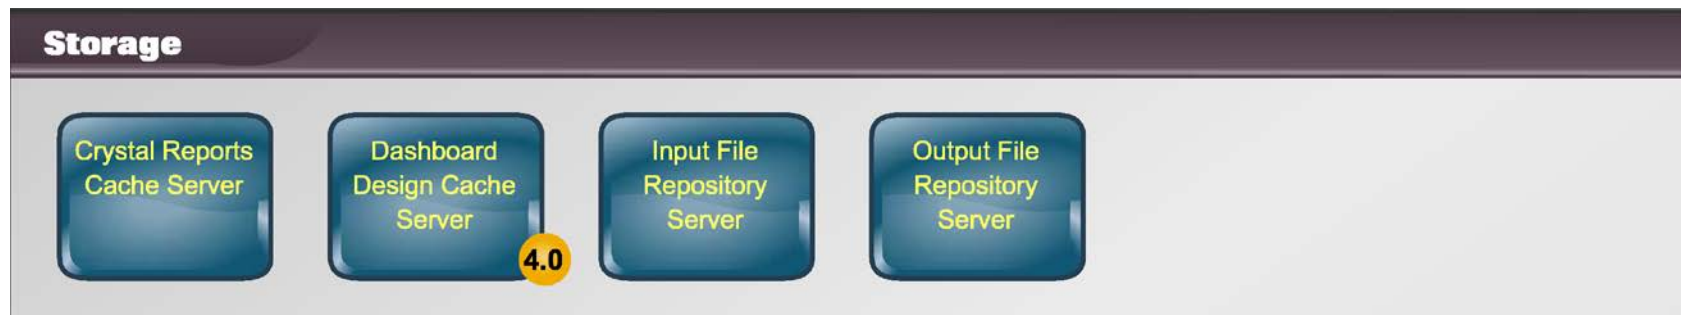 Storage
Crystal Reports
Cache Server
Dashboard
Design Cache
Server
4.0
Input File
Repository
Server
Output File
Repository
Server